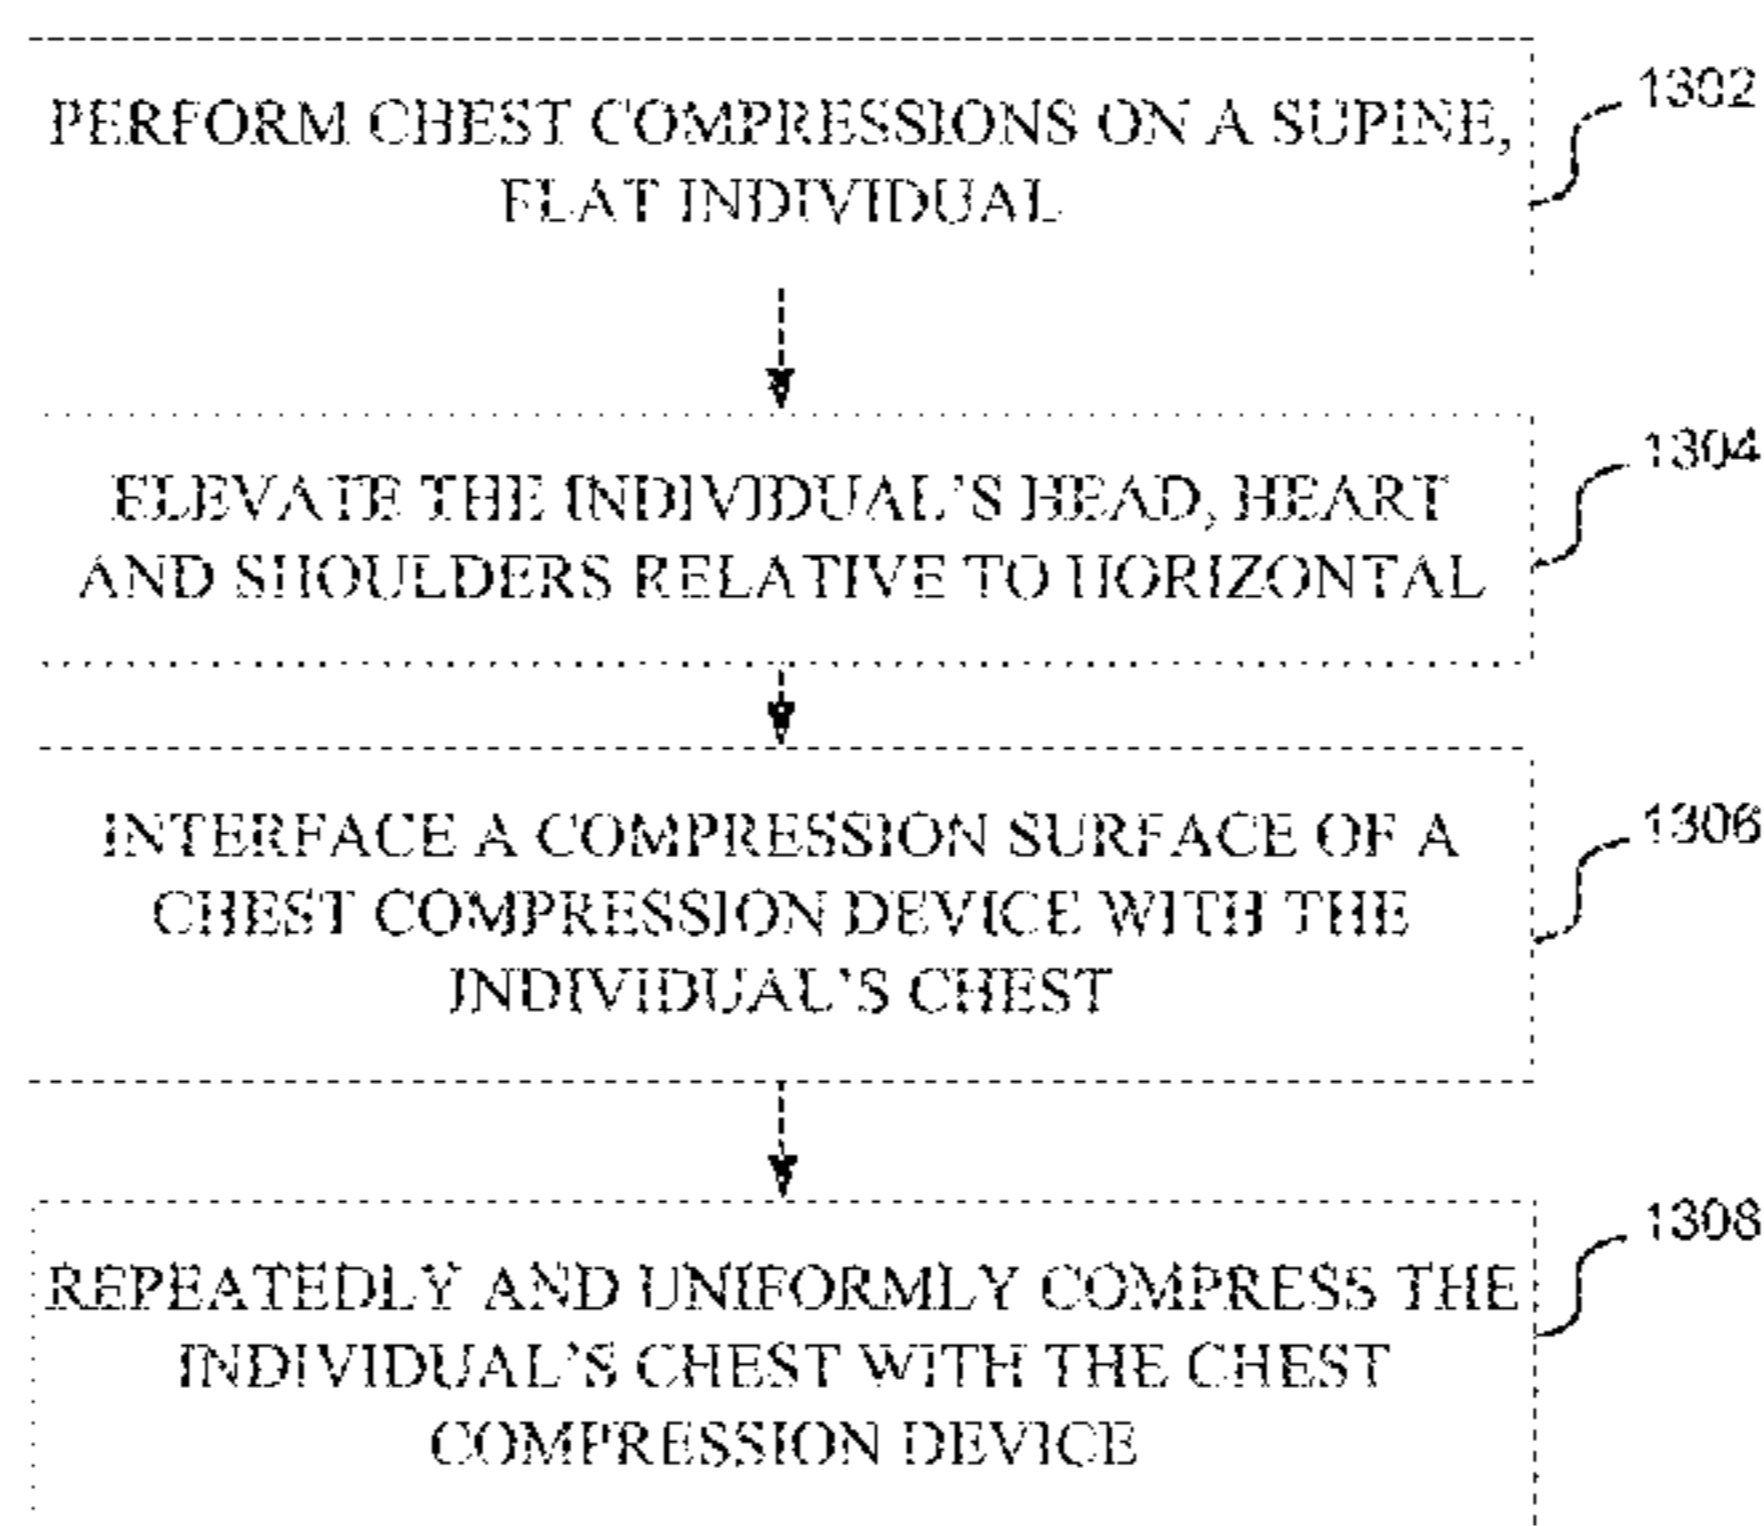 PERFORM CHEST COMPRESSIONS ON A SUPINE,
FLAT INDIVIDUAL
1302
ELEVATE THE INDIVIDUAL'S HEAD, HEART
AND SHOULDERS RELATIVE TO HORIZONTAL
1304
INTERFACE A COMPRESSION SURFACE OF A
CHEST COMPRESSION DEVICE WITH THE
INDIVIDUAL'S CHEST
1306
REPEATEDLY AND UNIFORMLY COMPRESS THE
INDIVIDUAL'S CHEST WITH THE CHEST
COMPRESSION DEVICE
1308